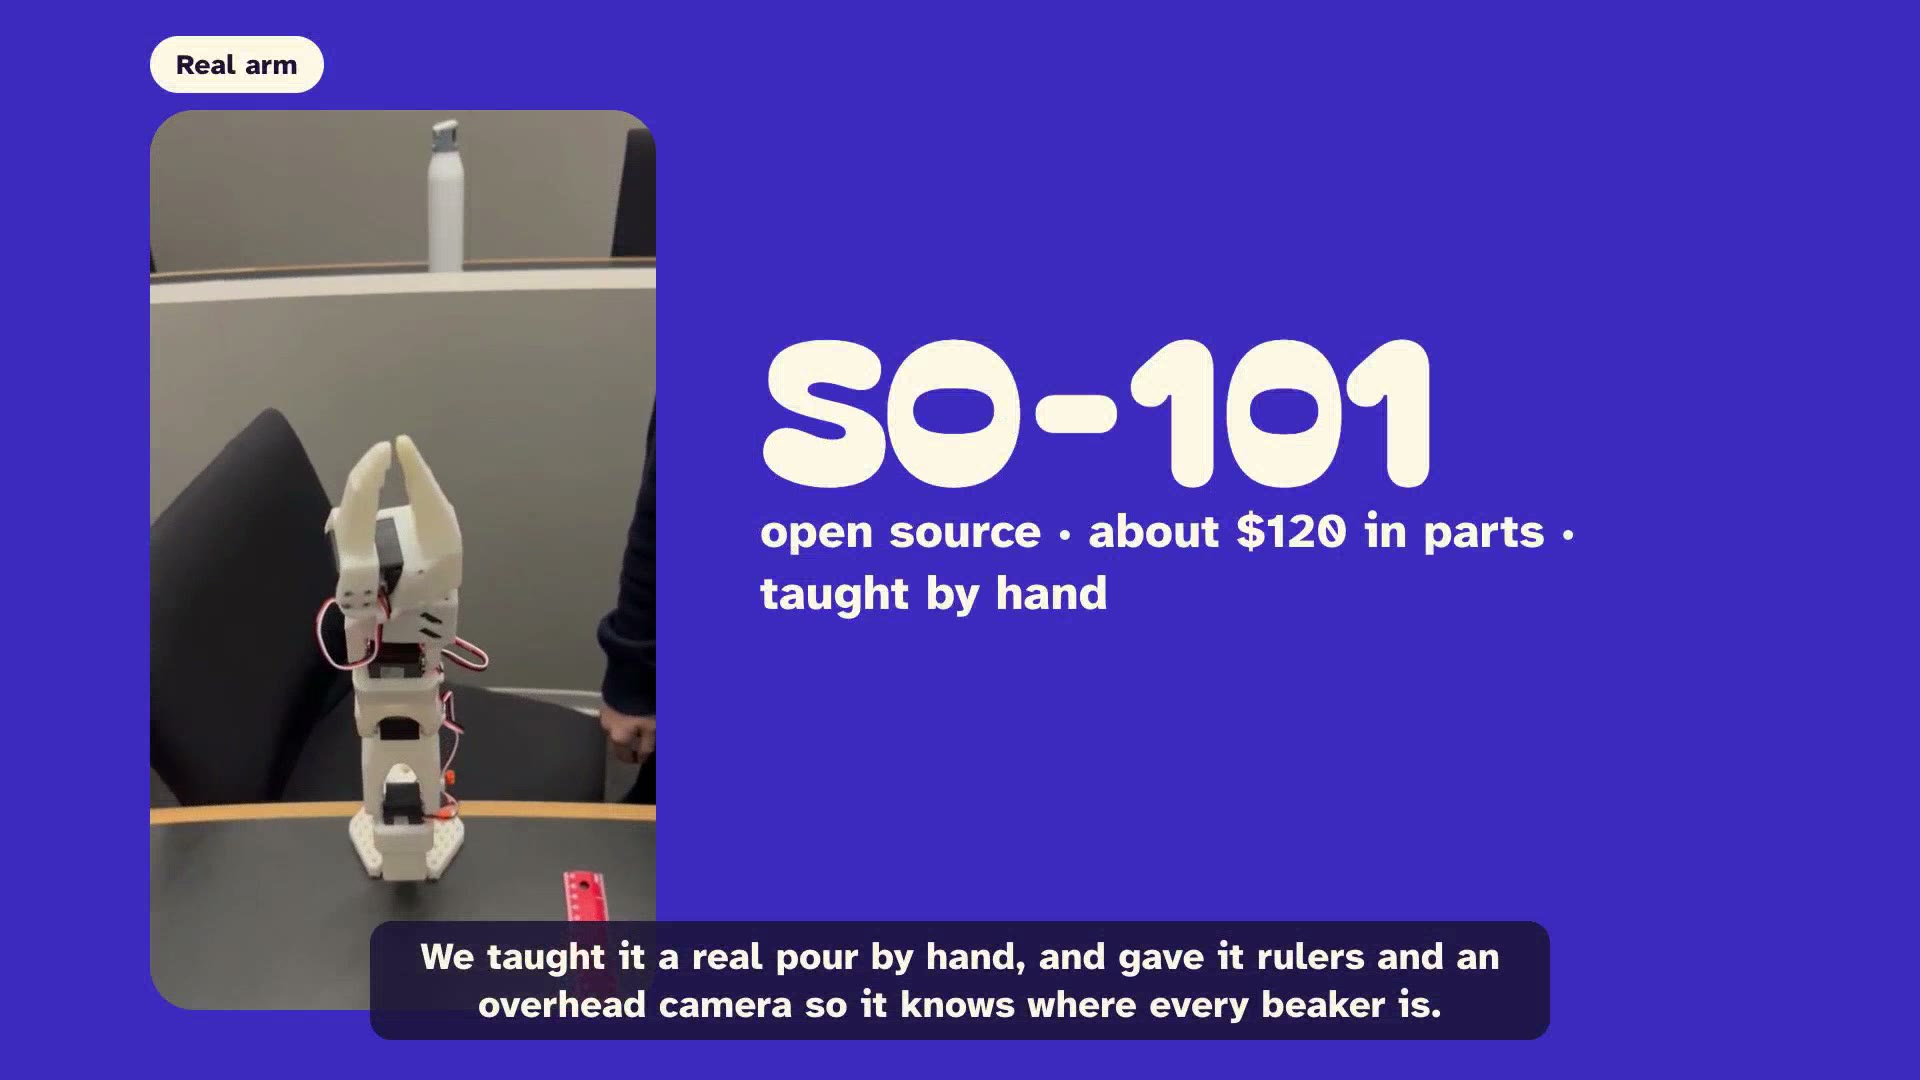 Real arm
SO-101
open source · about $120 in parts ·
taught by hand
We taught it a real pour by hand, and gave it rulers and an
overhead camera so it knows where every beaker is.